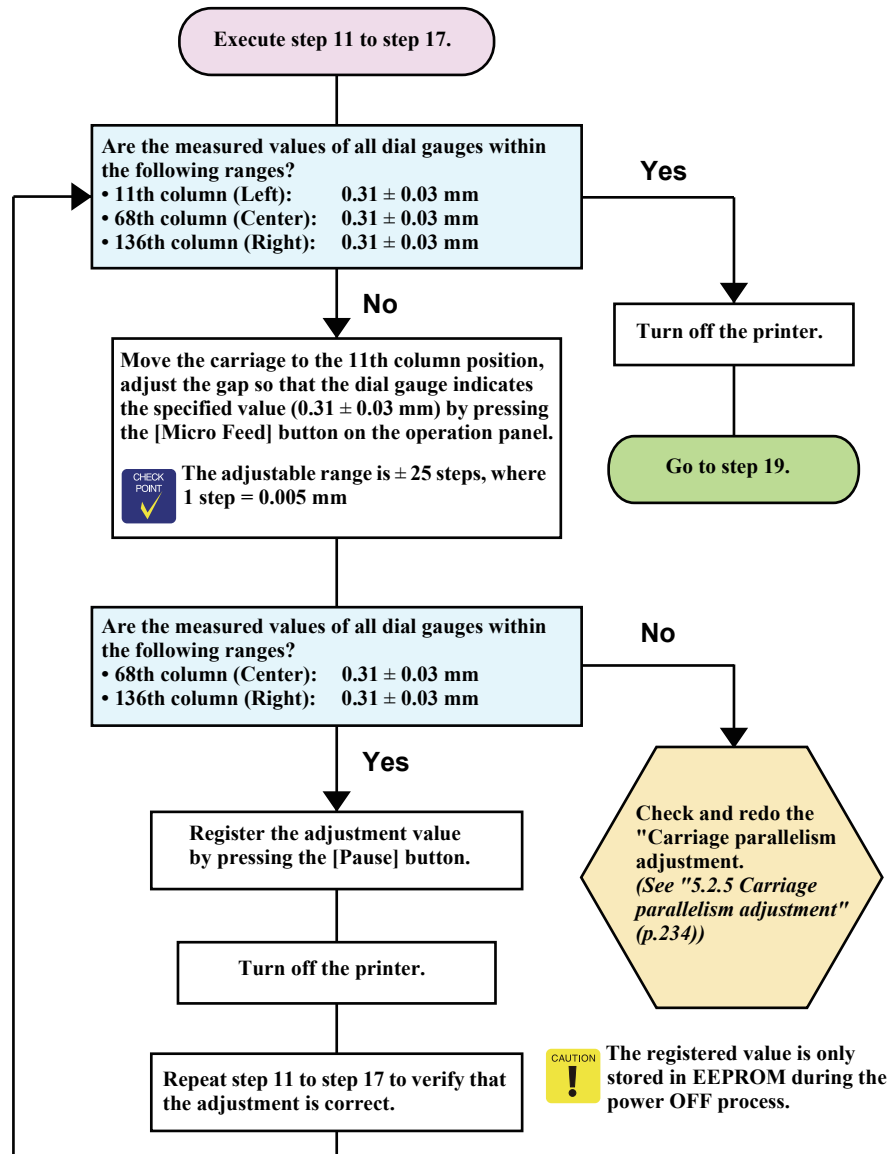 Execute step 11 to step 17.
Are the measured values of all dial gauges within
the following ranges?
• 11th column (Left): 0.31 ± 0.03 mm
• 68th column (Center): 0.31 ± 0.03 mm
• 136th column (Right): 0.31 ± 0.03 mm
Yes
No
Turn off the printer.
Go to step 19.
Move the carriage to the 11th column position,
adjust the gap so that the dial gauge indicates
the specified value (0.31 ± 0.03 mm) by pressing
the [Micro Feed] button on the operation panel.
CHECK
POINT
The adjustable range is ± 25 steps, where
1 step = 0.005 mm
Are the measured values of all dial gauges within
the following ranges?
• 68th column (Center): 0.31 ± 0.03 mm
• 136th column (Right): 0.31 ± 0.03 mm
No
Yes
Check and redo the
"Carriage parallelism
adjustment.
(See "5.2.5 Carriage
parallelism adjustment"
(p.234))
Register the adjustment value
by pressing the [Pause] button.
Turn off the printer.
Repeat step 11 to step 17 to verify that
the adjustment is correct.
CAUTION
!
The registered value is only
stored in EEPROM during the
power OFF process.